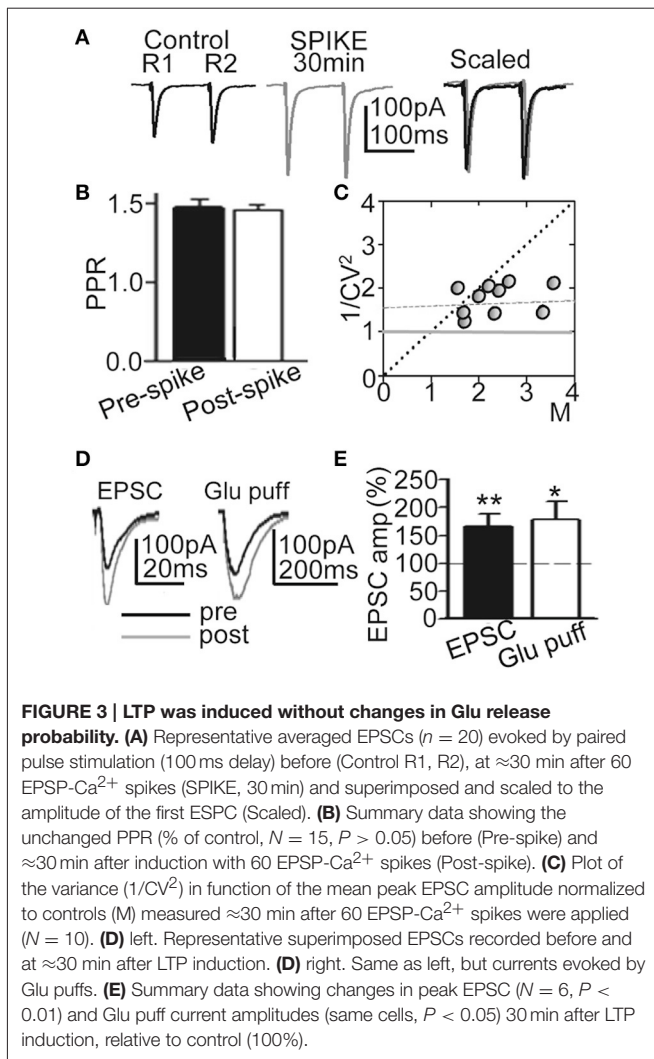 A
Control
R1 R2
SPIKE
30min
Scaled
100pA
100ms
B
PPR
1.5
1.0
0.0
Pre-spike
Post-spike
C
1/CV²
4
3
2
1
0
0 1 2 3 4
M
D
EPSC
Glu puff
100pA
20ms
100pA
200ms
pre
post
E
EPSC amp (%)
250
200
150
100
50
0
**
*
EPSC
Glu puff
FIGURE 3 | LTP was induced without changes in Glu release
probability. (A) Representative averaged EPSCs (n = 20) evoked by paired
pulse stimulation (100 ms delay) before (Control R1, R2), at ≈30 min after 60
EPSP-Ca²⁺ spikes (SPIKE, 30 min) and superimposed and scaled to the
amplitude of the first ESPC (Scaled). (B) Summary data showing the
unchanged PPR (% of control, N = 15, P > 0.05) before (Pre-spike) and
≈30 min after induction with 60 EPSP-Ca²⁺ spikes (Post-spike). (C) Plot of
the variance (1/CV²) in function of the mean peak EPSC amplitude normalized
to controls (M) measured ≈30 min after 60 EPSP-Ca²⁺ spikes were applied
(N = 10). (D) left. Representative superimposed EPSCs recorded before and
at ≈30 min after LTP induction. (D) right. Same as left, but currents evoked by
Glu puffs. (E) Summary data showing changes in peak EPSC (N = 6, P <
0.01) and Glu puff current amplitudes (same cells, P < 0.05) 30 min after LTP
induction, relative to control (100%).